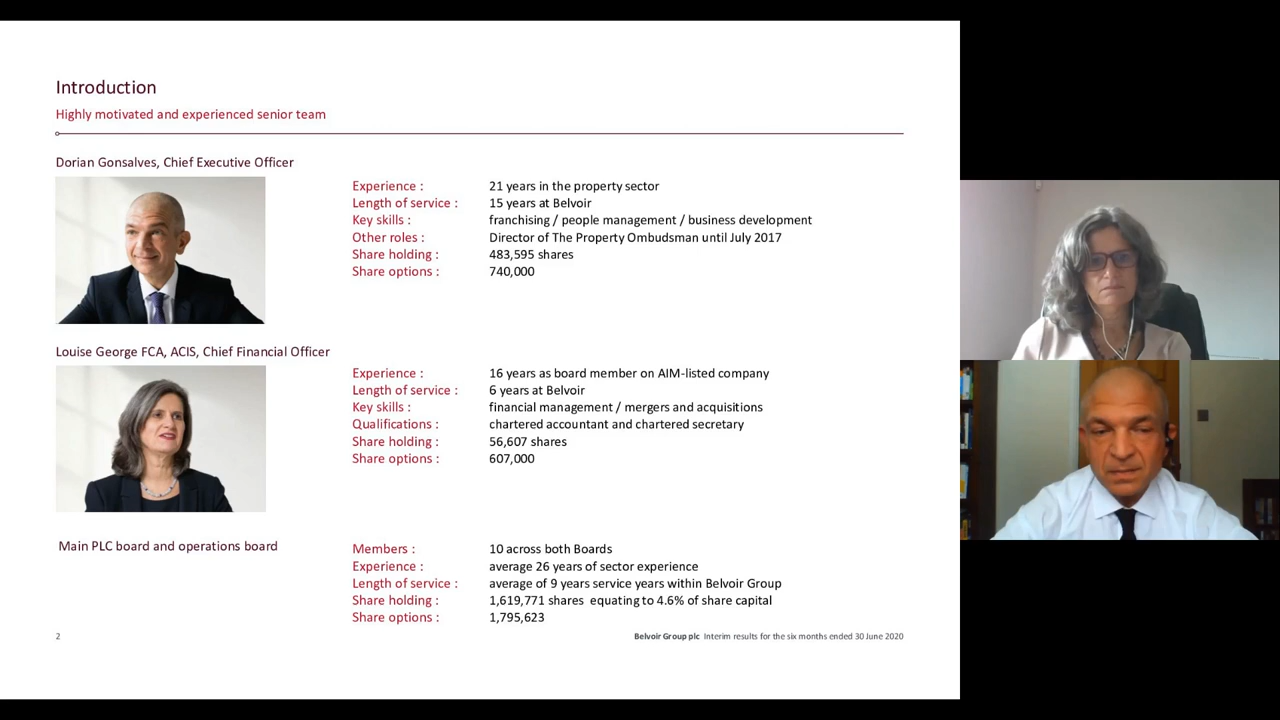 Introduction
Highly motivated and experienced senior team
Dorian Gonsalves, Chief Executive Officer
Experience : 21 years in the property sector
Length of service : 15 years at Belvoir
Key skills : franchising / people management / business development
Other roles : Director of The Property Ombudsman until July 2017
Share holding : 483,595 shares
Share options : 740,000
Louise George FCA, ACIS, Chief Financial Officer
Experience : 16 years as board member on AIM-listed company
Length of service : 6 years at Belvoir
Key skills : financial management / mergers and acquisitions
Qualifications : chartered accountant and chartered secretary
Share holding : 56,607 shares
Share options : 607,000
Main PLC board and operations board
Members : 10 across both Boards
Experience : average 26 years of sector experience
Length of service : average of 9 years service years within Belvoir Group
Share holding : 1,619,771 shares equating to 4.6% of share capital
Share options : 1,795,623
2
Belvoir Group plc Interim results for the six months ended 30 June 2020